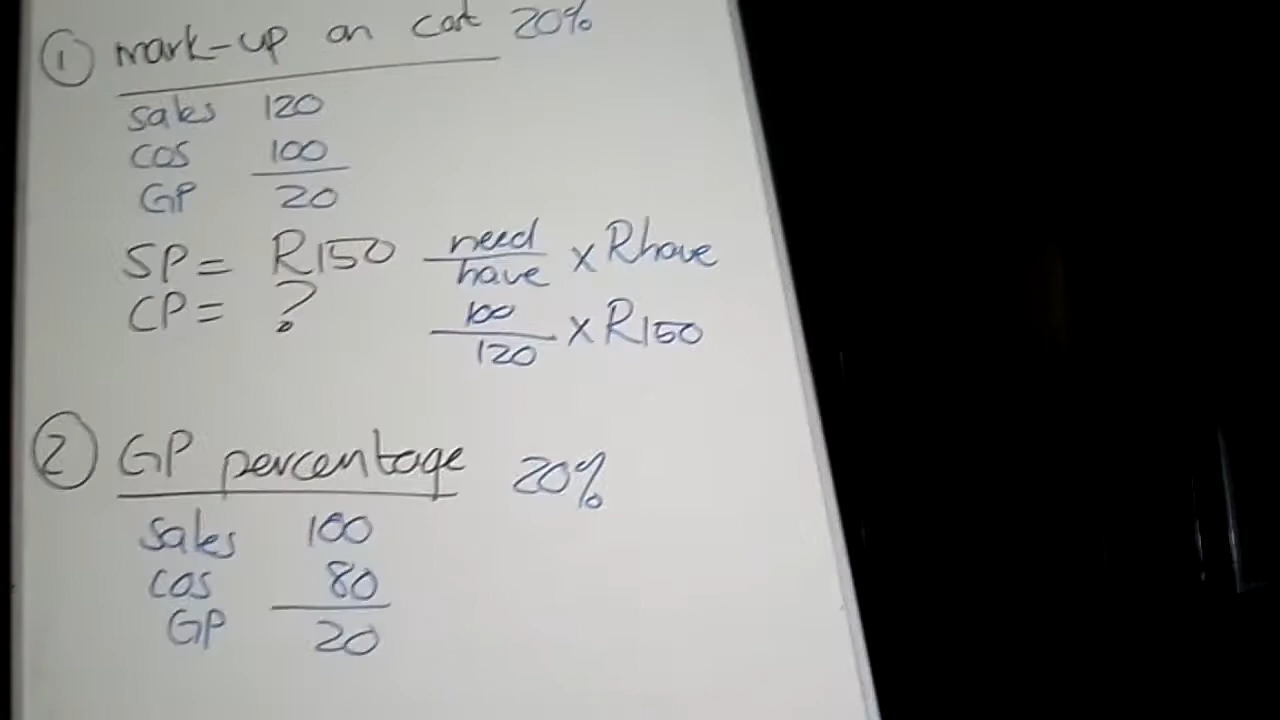 ① mark-up on cost 20%
sales 120
cos 100
GP 20
SP = R150 need/have × Rhave
CP = ? 100/120 × R150
② GP percentage 20%
sales 100
cos 80
GP 20